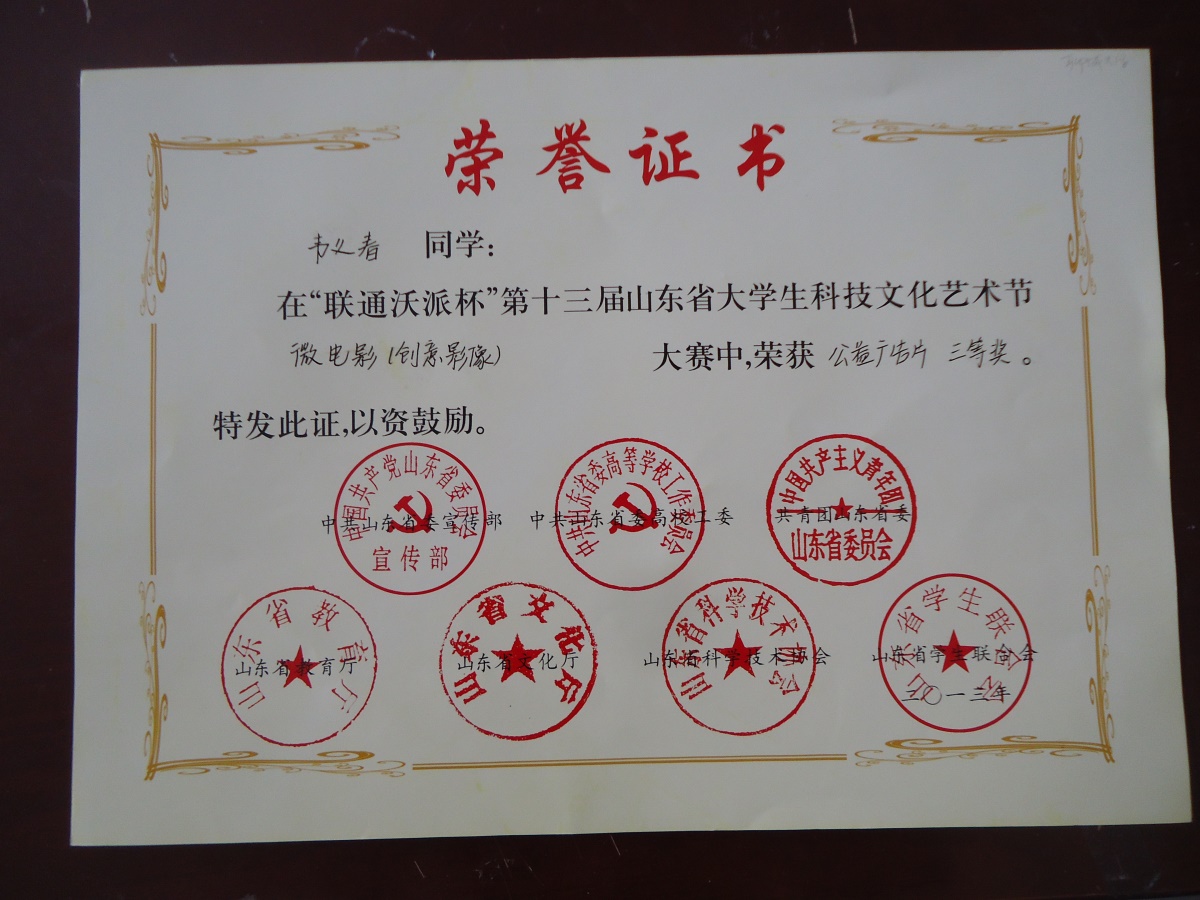 荣誉证书
韦义春 同学：
在“联通沃派杯”第十三届山东省大学生科技文化艺术节
微电影（创意影像） 大赛中,荣获 公益广告片 三等奖。
特发此证,以资鼓励。
中国共产党山东省委员会
宣传部
中共山东省委宣传部
中共山东省委高等学校工作委员会
中共山东省委高校工委
中国共产主义青年团
山东省委员会
共青团山东省委
山东省教育厅
山东省教育厅
山东省文化厅
山东省文化厅
山东省科学技术协会
山东省科学技术协会
山东省学生联合会
山东省学生联合会
二〇一三年